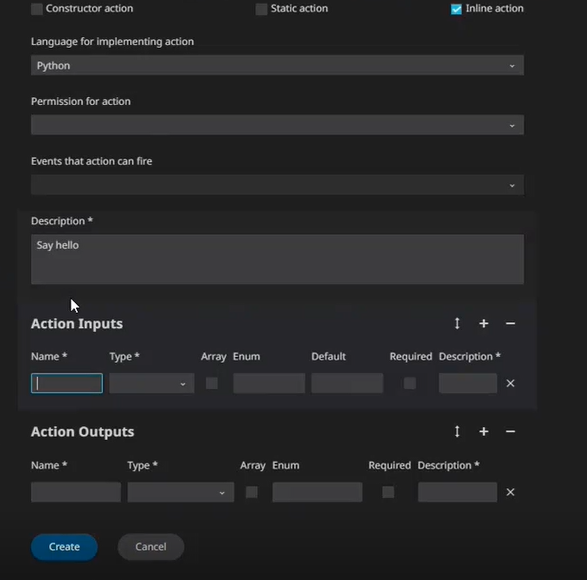 Constructor action Static action Inline action
Language for implementing action
Python
Permission for action
Events that action can fire
Description *
Say hello
Action Inputs
Name * Type * Array Enum Default Required Description *
Action Outputs
Name * Type * Array Enum Required Description *
Create Cancel